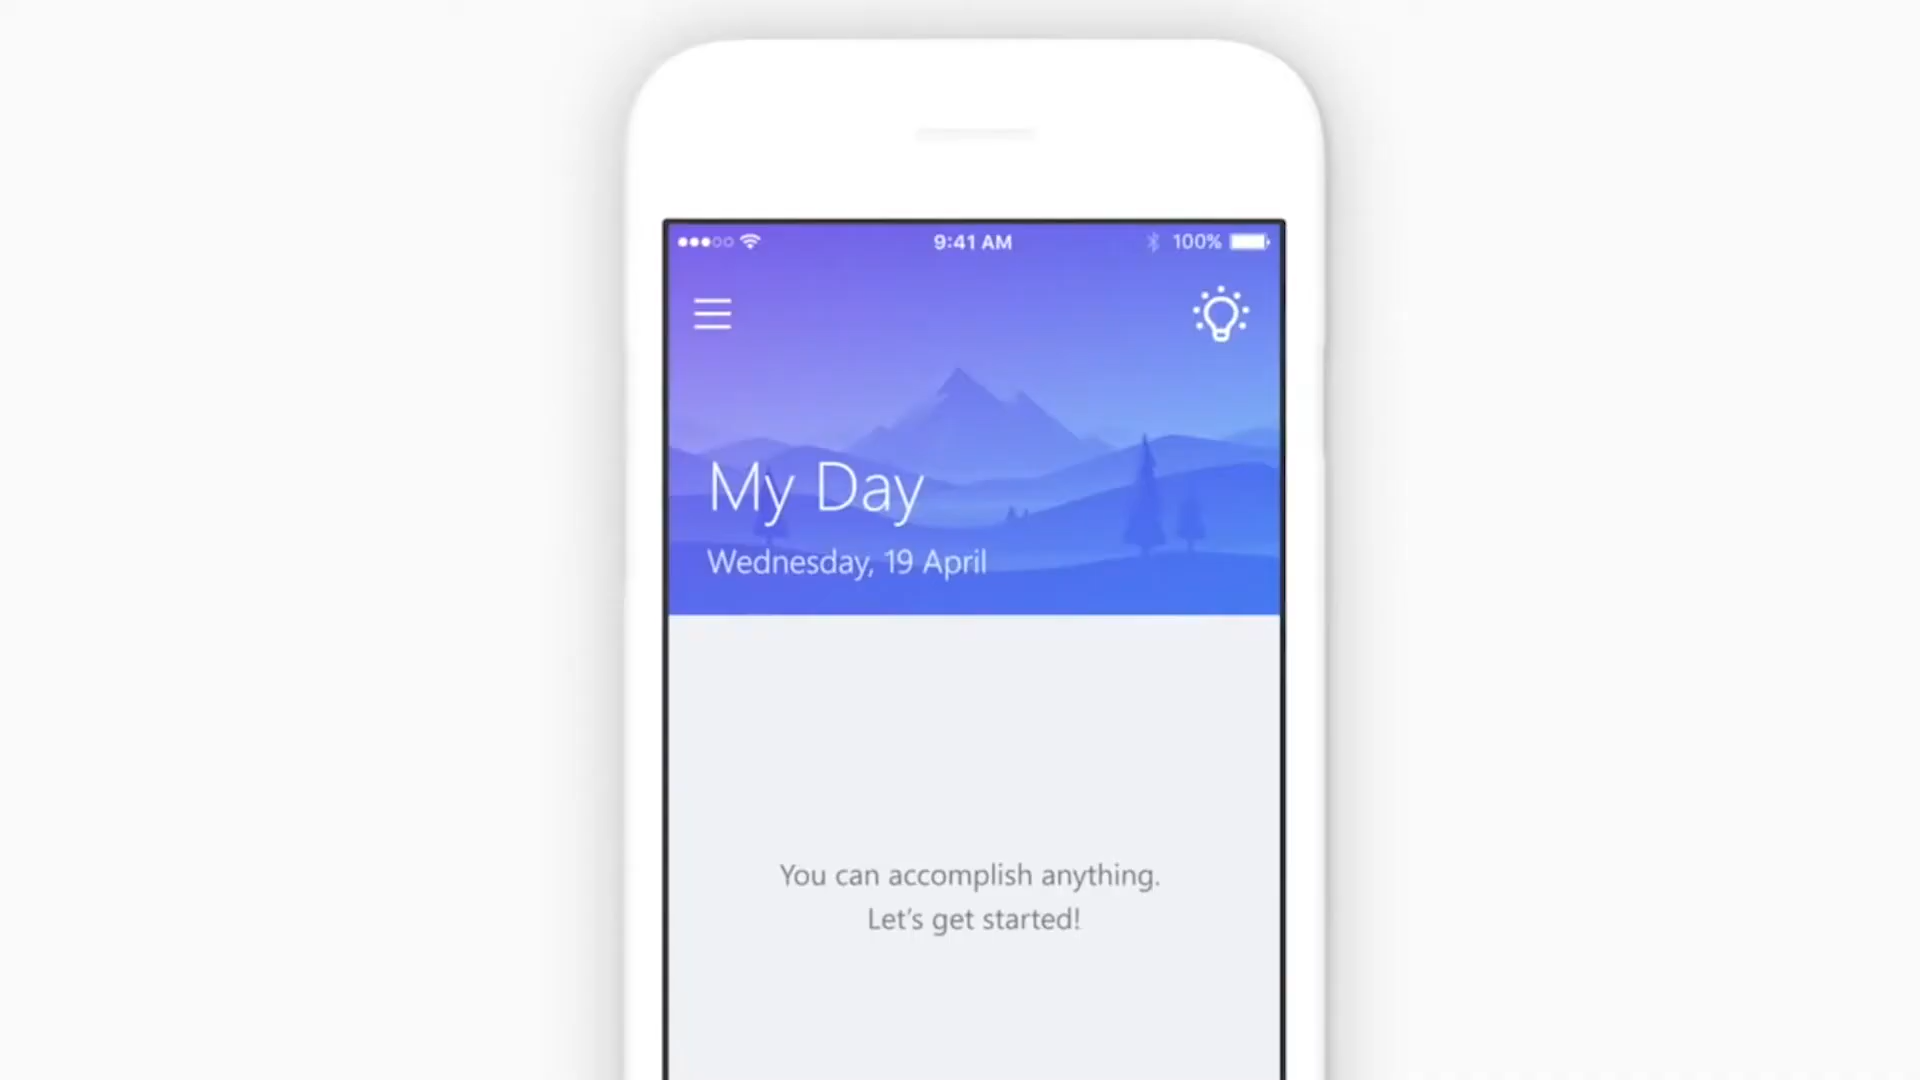 9:41 AM
100%
My Day
Wednesday, 19 April
You can accomplish anything.
Let's get started!